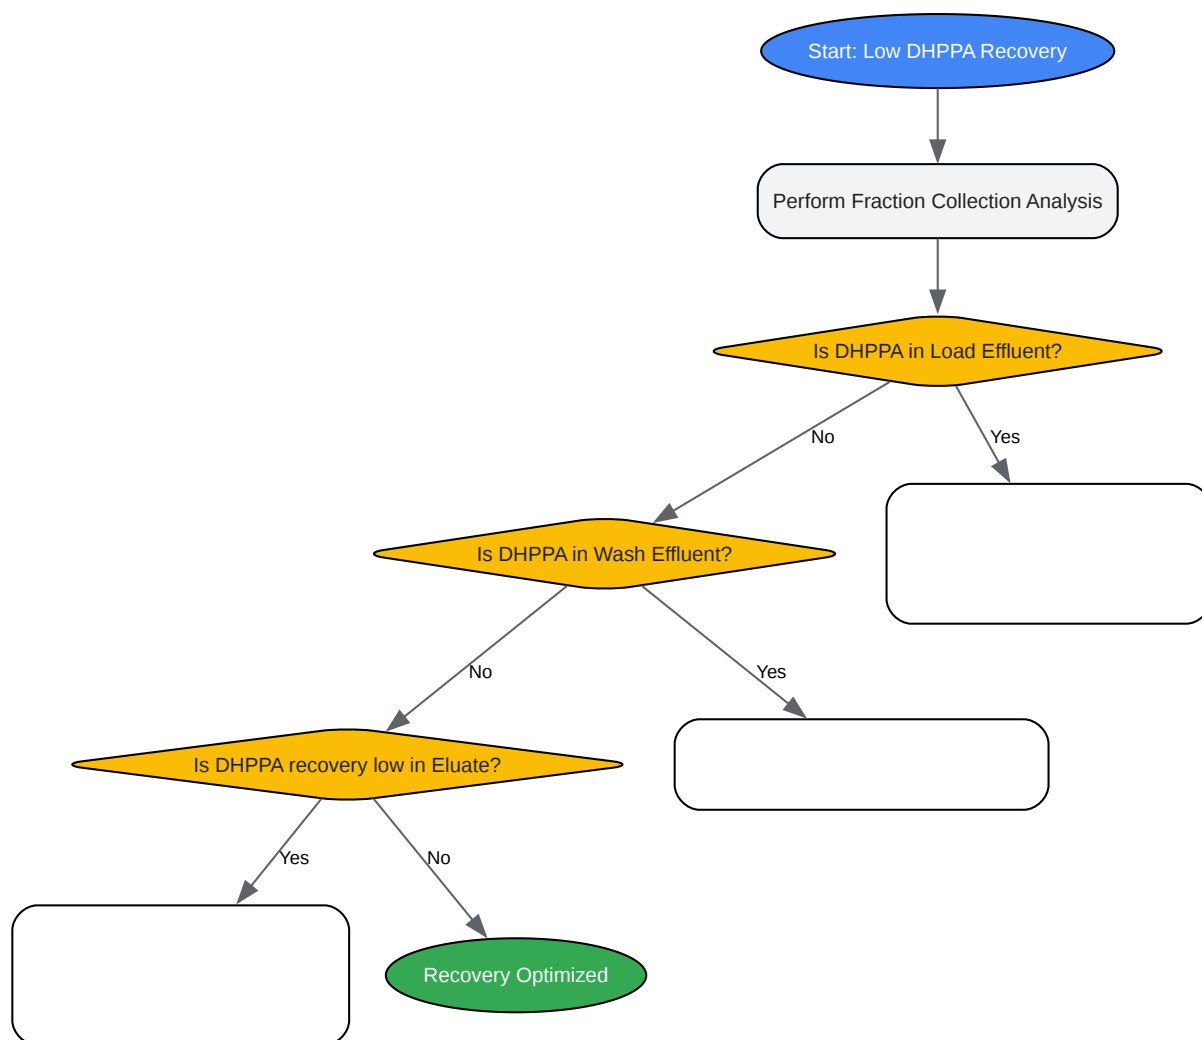 Start: Low DHPPA Recovery
Perform Fraction Collection Analysis
Is DHPPA in Load Effluent?
No
Yes
Is DHPPA in Wash Effluent?
No
Yes
Is DHPPA recovery low in Eluate?
Yes
No
Recovery Optimized